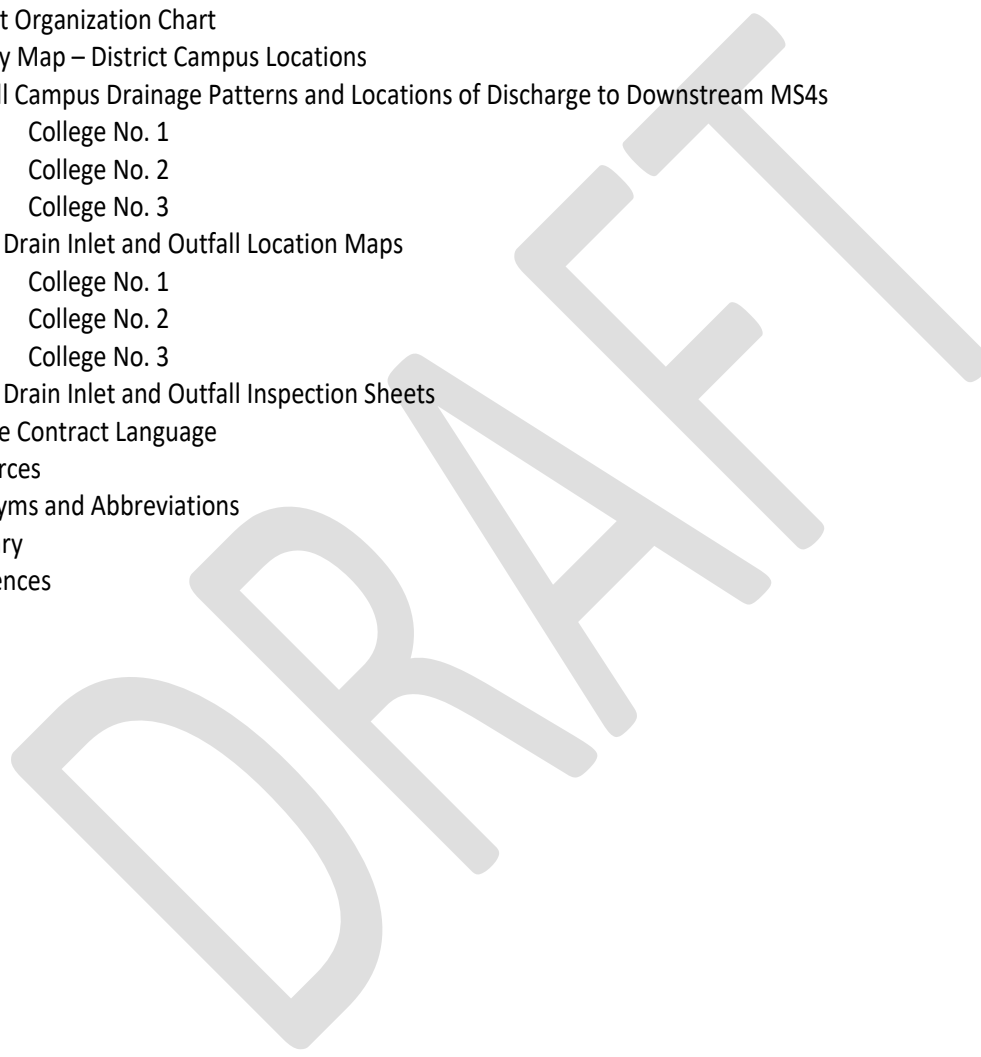 t Organization Chart
y Map – District Campus Locations
ll Campus Drainage Patterns and Locations of Discharge to Downstream MS4s
College No. 1
College No. 2
College No. 3
Drain Inlet and Outfall Location Maps
College No. 1
College No. 2
College No. 3
Drain Inlet and Outfall Inspection Sheets
e Contract Language
rces
yms and Abbreviations
ry
ences
DRAFT